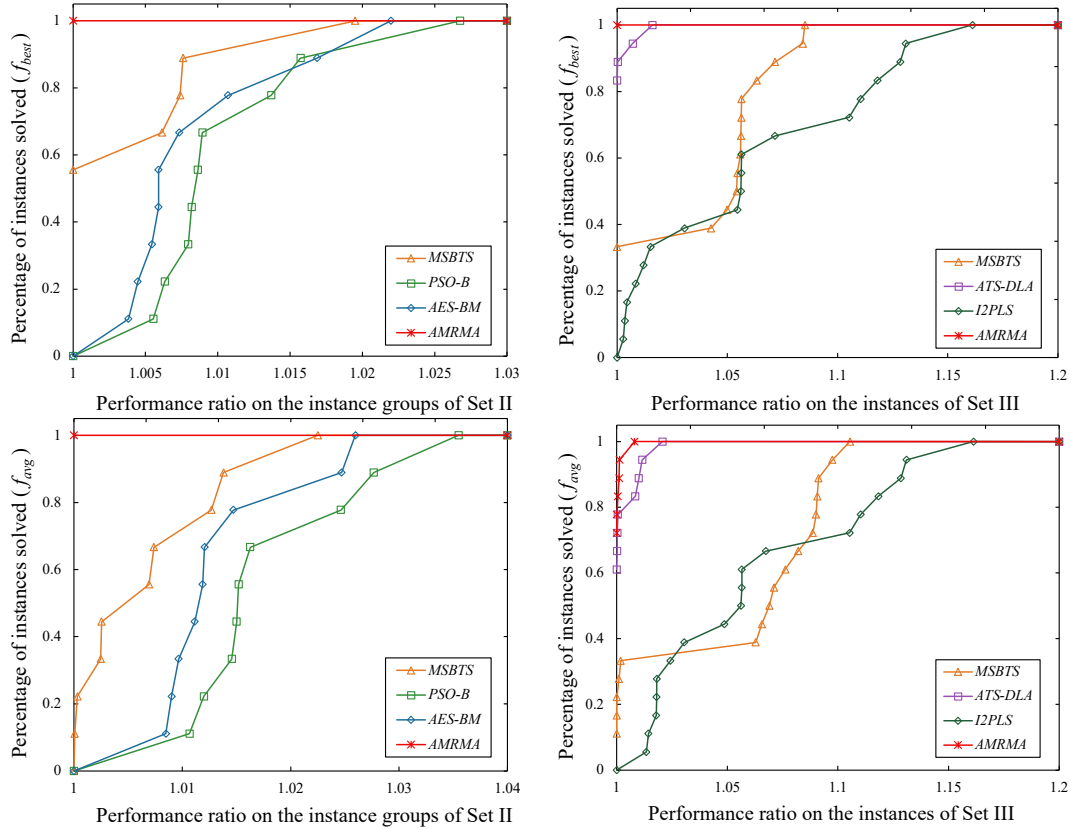 Percentage of instances solved (f_best)
1
0.8
0.6
0.4
0.2
0
1 1.005 1.01 1.015 1.02 1.025 1.03
MSBTS
PSO-B
AES-BM
AMRMA
Performance ratio on the instance groups of Set II
Percentage of instances solved (f_best)
1
0.8
0.6
0.4
0.2
0
1 1.05 1.1 1.15 1.2
MSBTS
ATS-DLA
I2PLS
AMRMA
Performance ratio on the instances of Set III
Percentage of instances solved (f_avg)
1
0.8
0.6
0.4
0.2
0
1 1.01 1.02 1.03 1.04
MSBTS
PSO-B
AES-BM
AMRMA
Performance ratio on the instance groups of Set II
Percentage of instances solved (f_avg)
1
0.8
0.6
0.4
0.2
0
1 1.05 1.1 1.15 1.2
MSBTS
ATS-DLA
I2PLS
AMRMA
Performance ratio on the instances of Set III